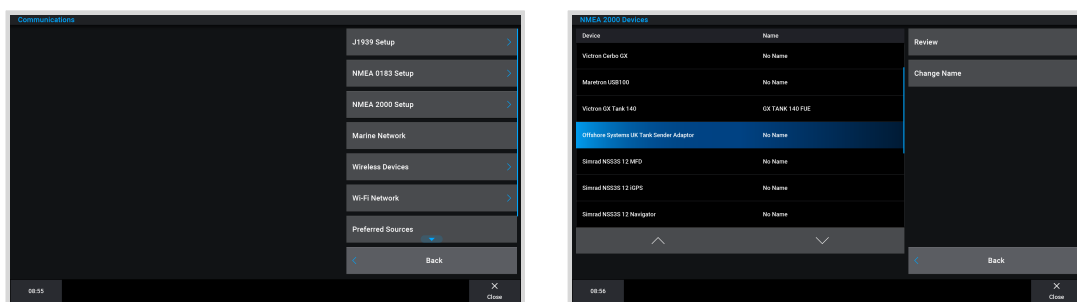 Communications
J1939 Setup
NMEA 0183 Setup
NMEA 2000 Setup
Marine Network
Wireless Devices
Wi-Fi Network
Preferred Sources
Back
08:55
Close
NMEA 2000 Devices
Device Name
Victron Cerbo GX No Name
Maretron USB100 No Name
Victron GX Tank 140 GX TANK 140 FUE
Offshore Systems UK Tank Sender Adaptor No Name
Simrad NSS3S 12 MFD No Name
Simrad NSS3S 12 iGPS No Name
Simrad NSS3S 12 Navigator No Name
Review
Change Name
Back
08:56
Close